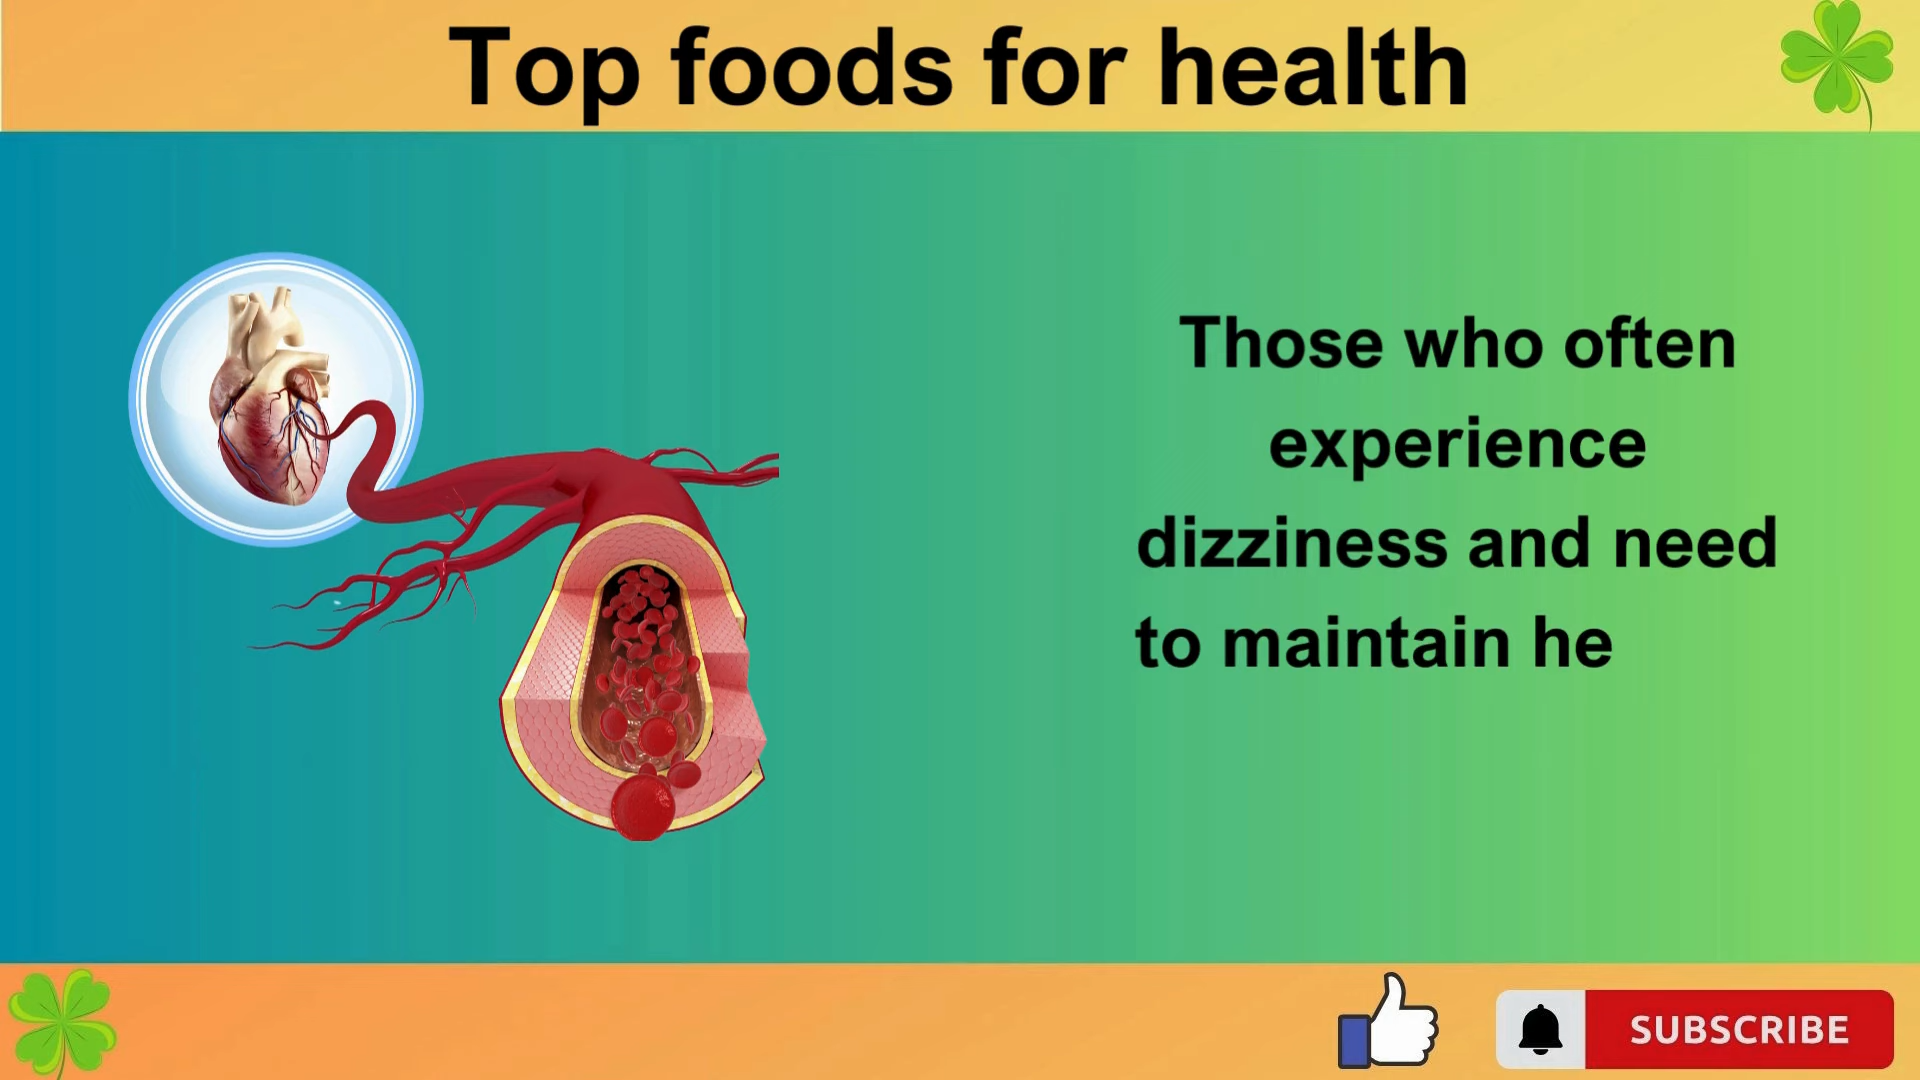 Top foods for health
Those who often
experience
dizziness and need
to maintain he
SUBSCRIBE